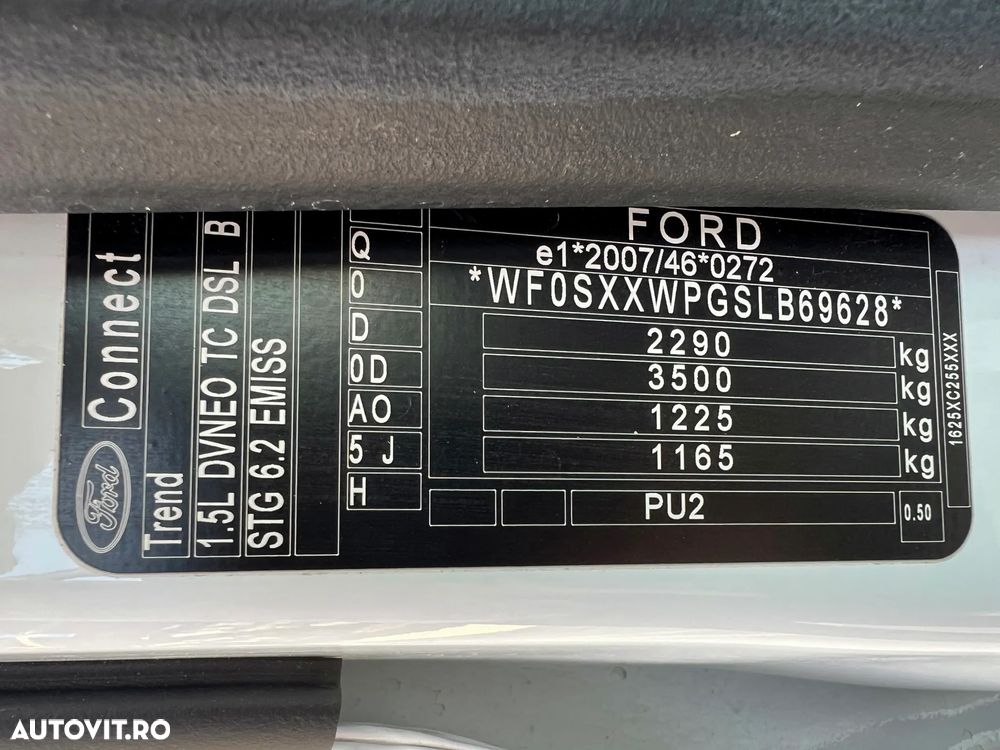 FORD
e1*2007/46*0272
*WF0SXXWPGSLB69628*
2290 kg
3500 kg
1225 kg
1165 kg
PU2 0.50
1625XC255XXX
Q
0
D
0D
AO
5 J
H
Connect
Ford
Trend
1.5L DVNEO TC DSL B
STG 6.2 EMISS
AUTOVIT.RO